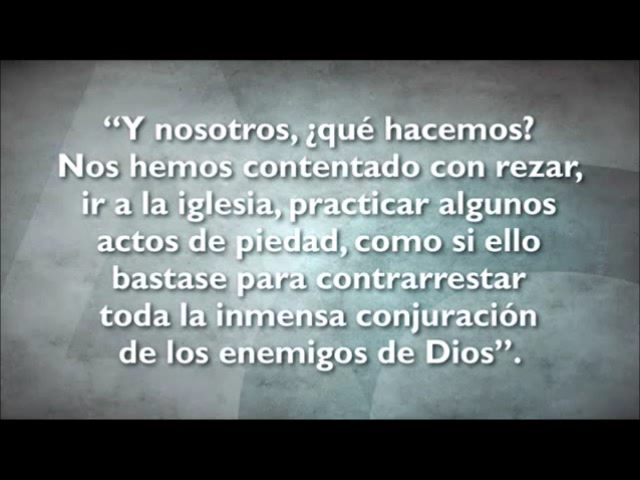 “Y nosotros, ¿qué hacemos?
Nos hemos contentado con rezar,
ir a la iglesia, practicar algunos
actos de piedad, como si ello
bastase para contrarrestar
toda la inmensa conjuración
de los enemigos de Dios”.